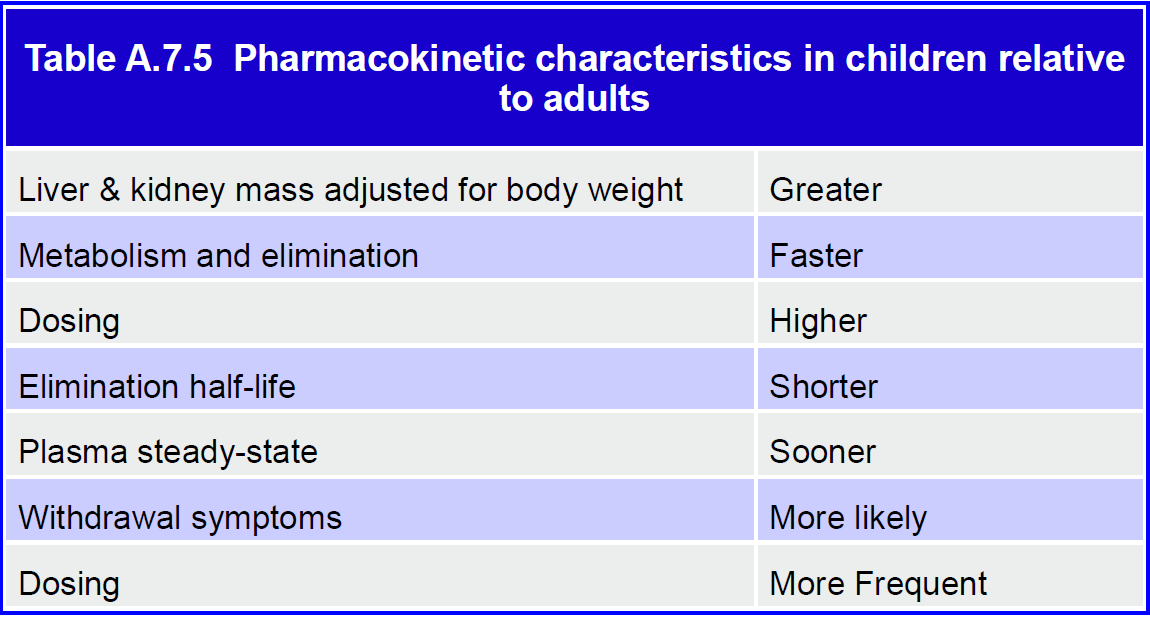 Table A.7.5  Pharmacokinetic characteristics in children relative
to adults
Liver & kidney mass adjusted for body weight Greater
Metabolism and elimination Faster
Dosing Higher
Elimination half-life Shorter
Plasma steady-state Sooner
Withdrawal symptoms More likely
Dosing More Frequent